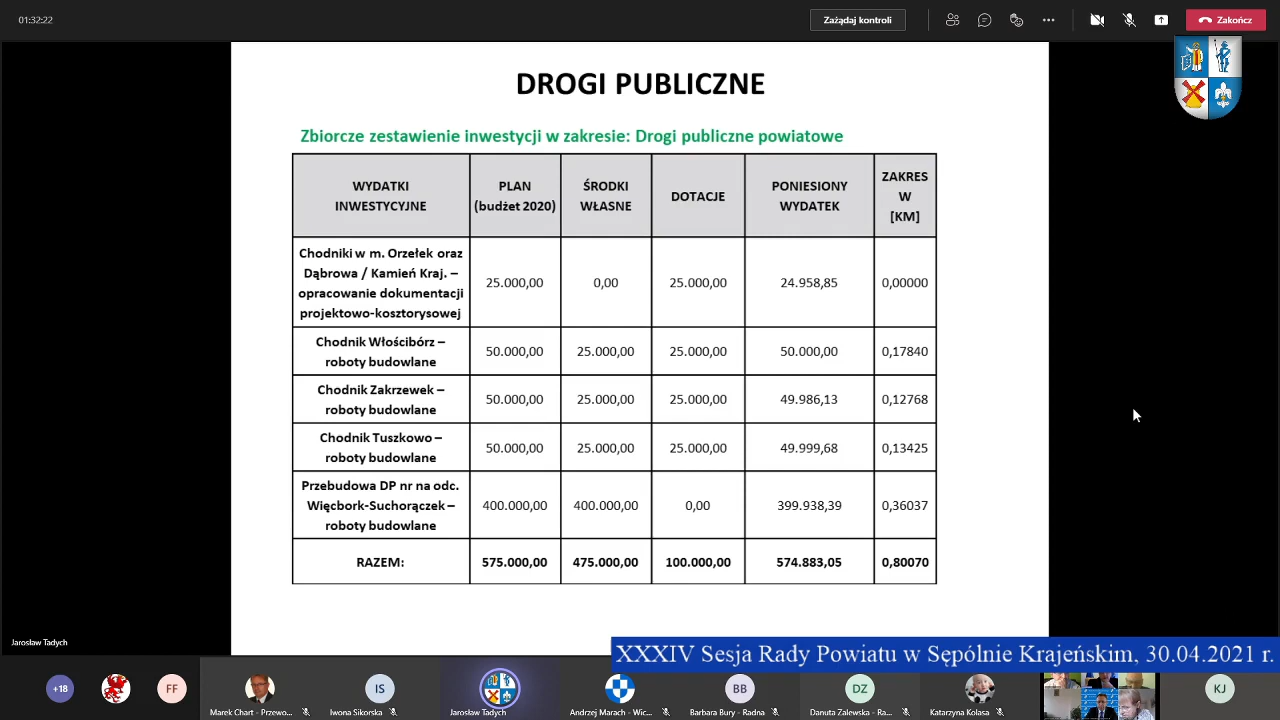 01:32:22
Zażądaj kontroli
Zakończ
DROGI PUBLICZNE
Zbiorcze zestawienie inwestycji w zakresie: Drogi publiczne powiatowe
WYDATKI
INWESTYCYJNE
PLAN
(budżet 2020)
ŚRODKI
WŁASNE
DOTACJE
PONIESIONY
WYDATEK
ZAKRES
W
[KM]
Chodniki w m. Orzełek oraz
Dąbrowa / Kamień Kraj. –
opracowanie dokumentacji
projektowo-kosztorysowej
25.000,00
0,00
25.000,00
24.958,85
0,00000
Chodnik Włościbórz –
roboty budowlane
50.000,00
25.000,00
25.000,00
50.000,00
0,17840
Chodnik Zakrzewek –
roboty budowlane
50.000,00
25.000,00
25.000,00
49.986,13
0,12768
Chodnik Tuszkowo –
roboty budowlane
50.000,00
25.000,00
25.000,00
49.999,68
0,13425
Przebudowa DP nr na odc.
Więcbork-Suchorączek –
roboty budowlane
400.000,00
400.000,00
0,00
399.938,39
0,36037
RAZEM:
575.000,00
475.000,00
100.000,00
574.883,05
0,80070
Jarosław Tadych
XXXIV Sesja Rady Powiatu w Sępólnie Krajeńskim, 30.04.2021 r.
+18
FF
Marek Chart - Przewo...
IS
Iwona Sikorska
Jarosław Tadych
Andrzej Marach - Wic...
BB
Barbara Bury - Radna
DZ
Danuta Zalewska - Ra...
Katarzyna Kolasa
KJ